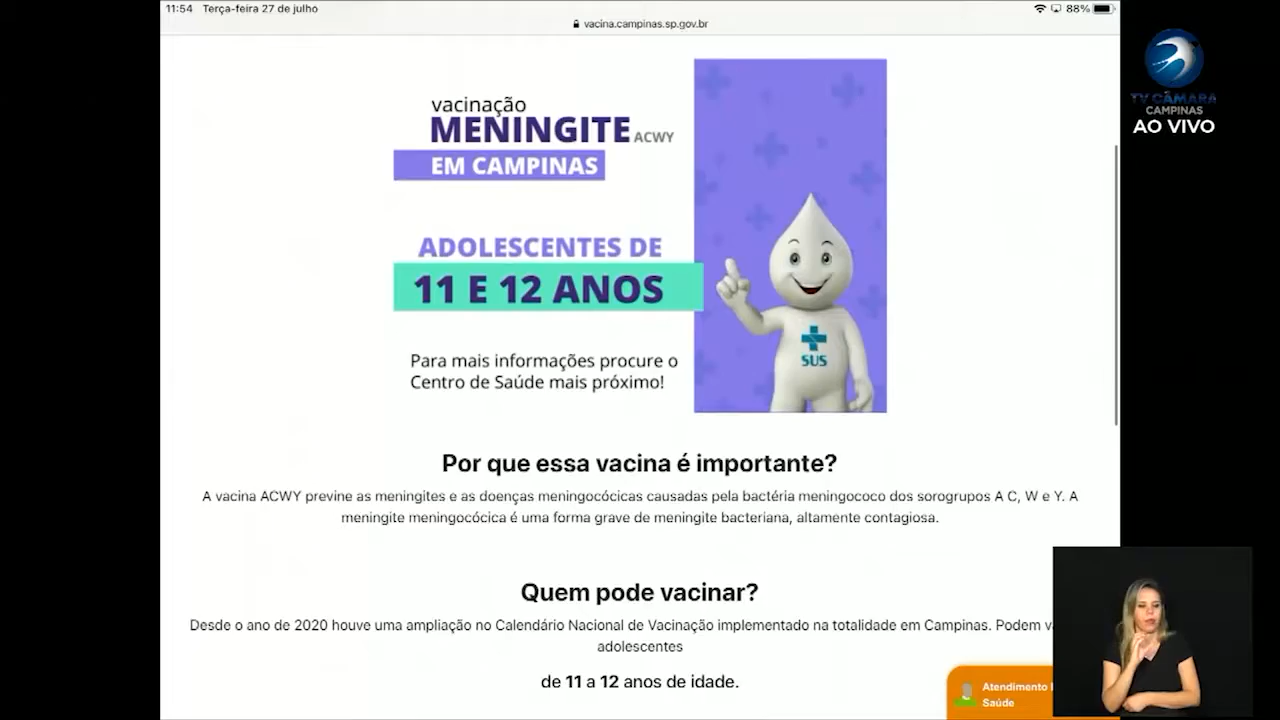 11:54 Terça-feira 27 de julho
88%
vacina.campinas.sp.gov.br
TV CÂMARA
CAMPINAS
AO VIVO
vacinação
MENINGITE ACWY
EM CAMPINAS
ADOLESCENTES DE
11 E 12 ANOS
Para mais informações procure o
Centro de Saúde mais próximo!
SUS
Por que essa vacina é importante?
A vacina ACWY previne as meningites e as doenças meningocócicas causadas pela bactéria meningococo dos sorogrupos A C, W e Y. A
meningite meningocócica é uma forma grave de meningite bacteriana, altamente contagiosa.
Quem pode vacinar?
Desde o ano de 2020 houve uma ampliação no Calendário Nacional de Vacinação implementado na totalidade em Campinas. Podem
adolescentes
de 11 a 12 anos de idade.
Atendimento
Saúde